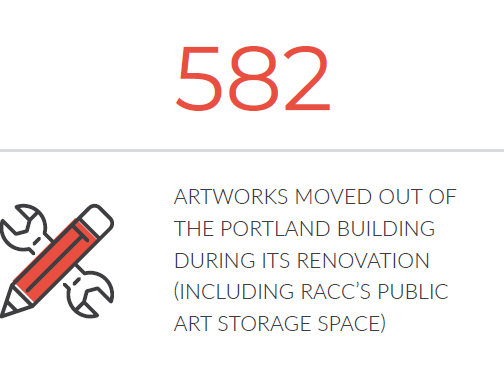 582
ARTWORKS MOVED OUT OF
THE PORTLAND BUILDING
DURING ITS RENOVATION
(INCLUDING RACC’S PUBLIC
ART STORAGE SPACE)